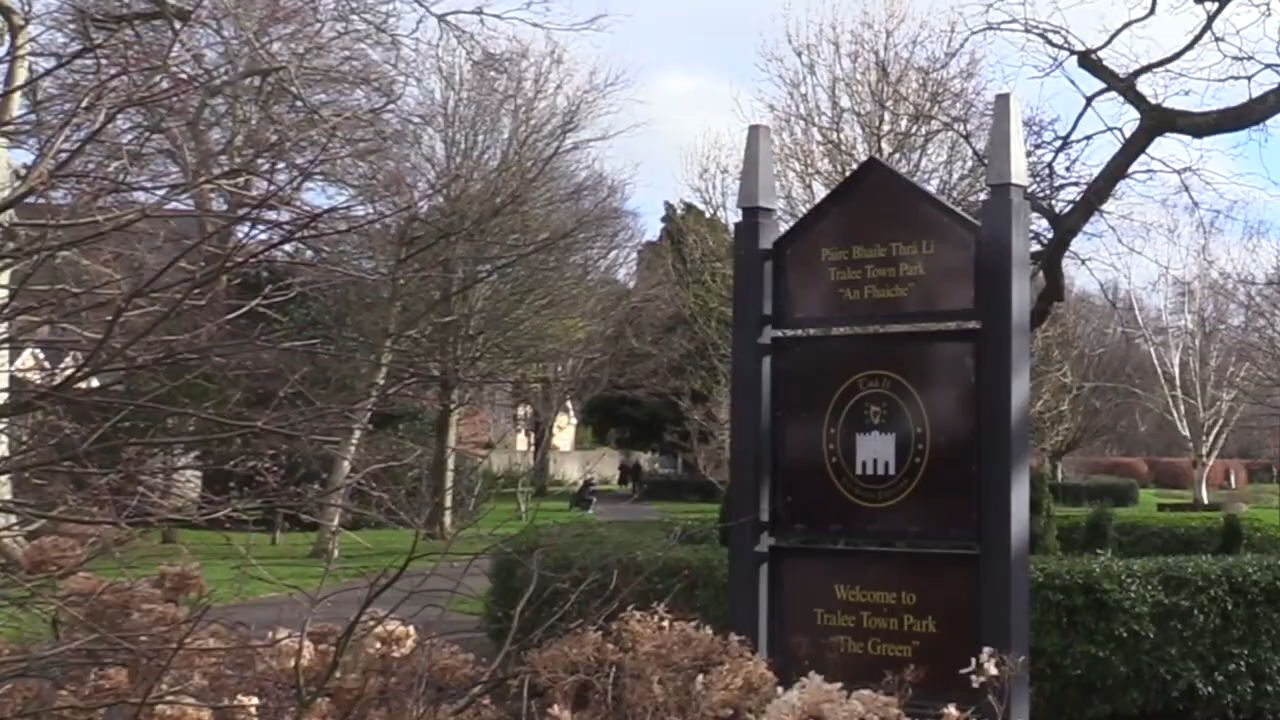 Páirc Bhaile Thrá Lí
Tralee Town Park
"An Fhaiche"
Welcome to
Tralee Town Park
"The Green"